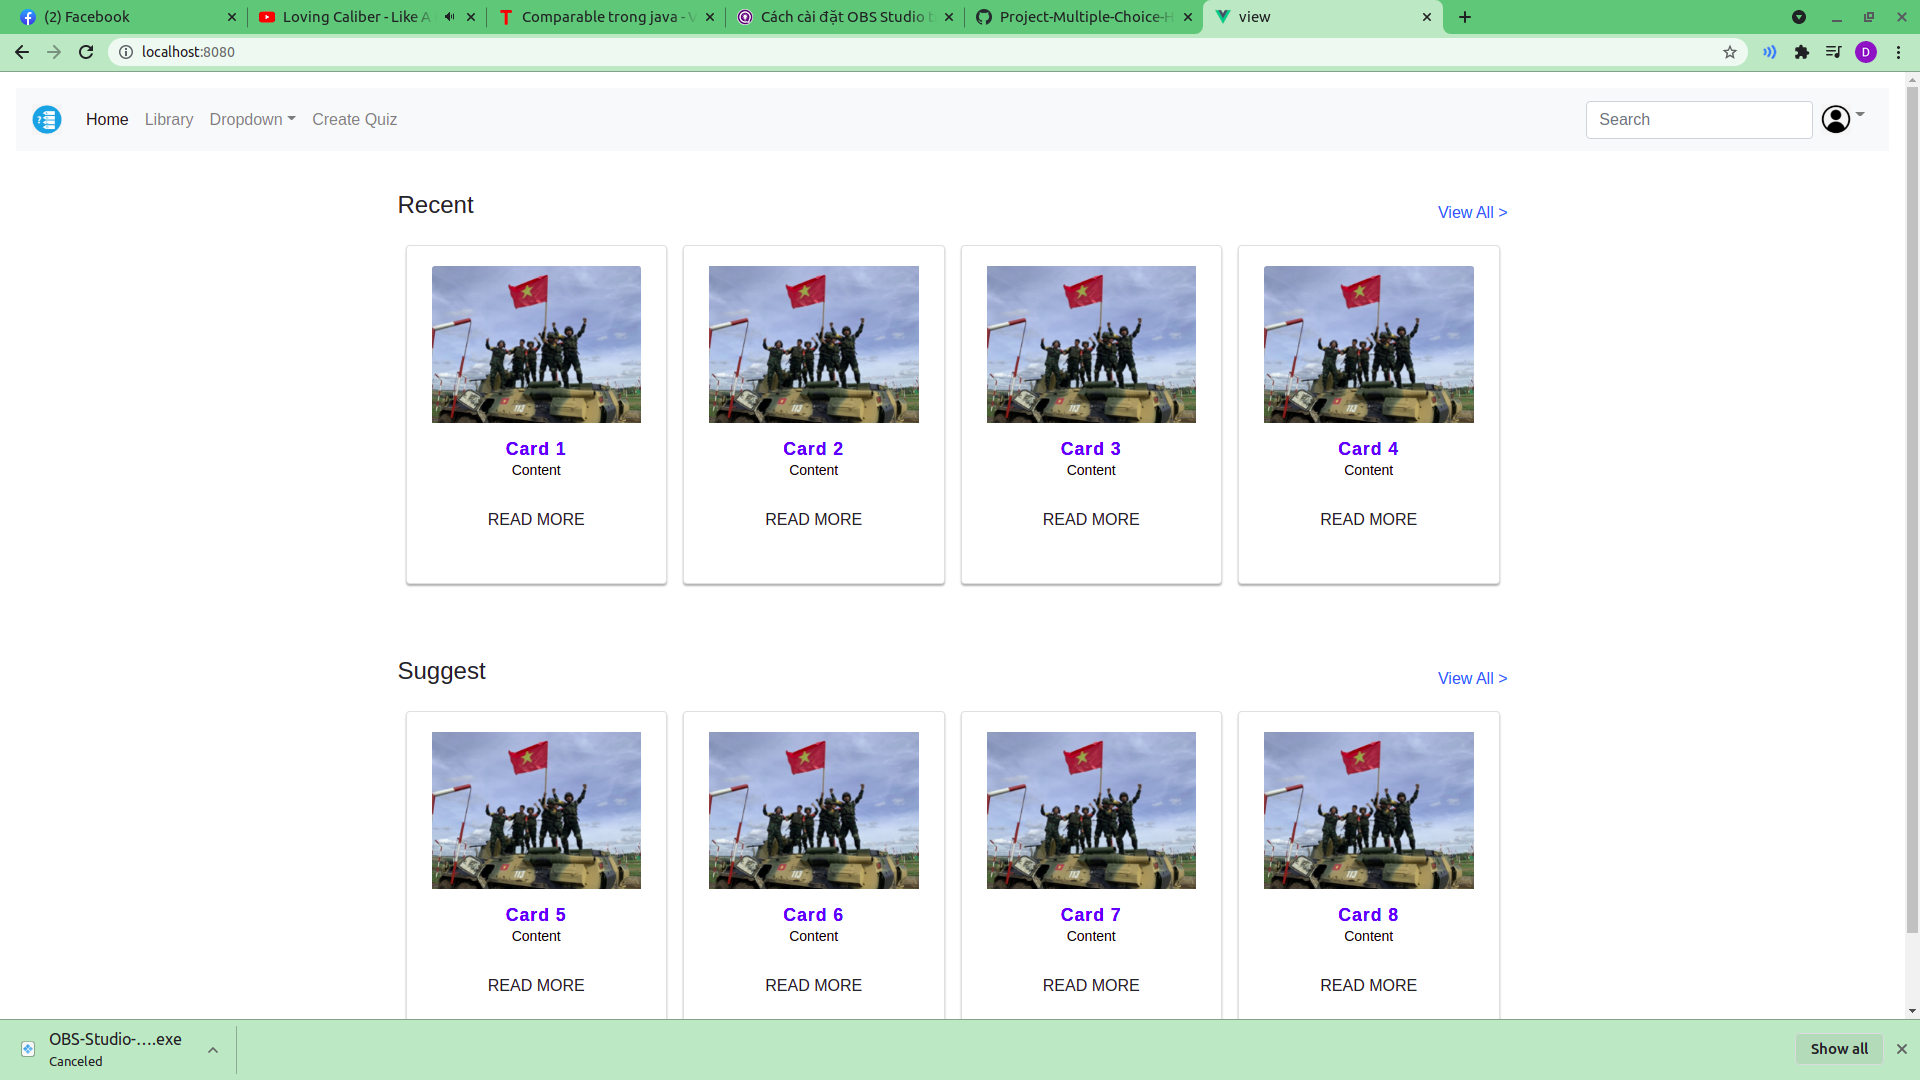 (2) Facebook
Loving Caliber - Like A
Comparable trong java - V
Cách cài đặt OBS Studio t
Project-Multiple-Choice-H
view
localhost:8080
D
Home
Library
Dropdown
Create Quiz
Search
Recent
View All >
Card 1
Content
READ MORE
Card 2
Content
READ MORE
Card 3
Content
READ MORE
Card 4
Content
READ MORE
Suggest
View All >
Card 5
Content
READ MORE
Card 6
Content
READ MORE
Card 7
Content
READ MORE
Card 8
Content
READ MORE
OBS-Studio-....exe
Canceled
Show all